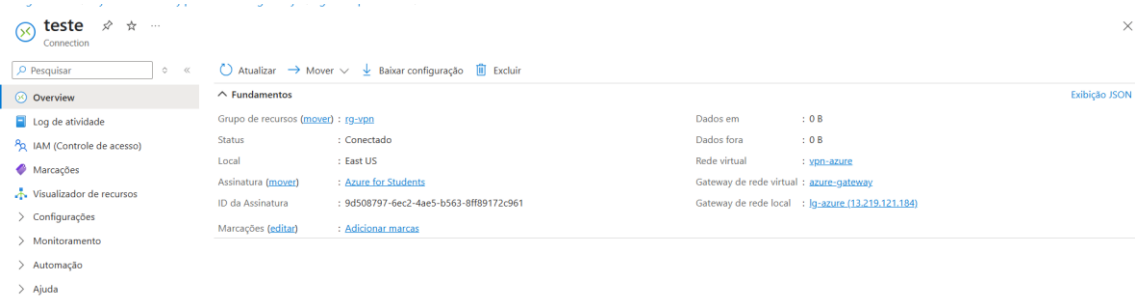 teste
Connection
Pesquisar
Atualizar Mover Baixar configuração Excluir
Overview
Log de atividade
IAM (Controle de acesso)
Marcações
Visualizador de recursos
Configurações
Monitoramento
Automação
Ajuda
Fundamentos
Exibição JSON
Grupo de recursos (mover) : rg-vpn
Status : Conectado
Local : East US
Assinatura (mover) : Azure for Students
ID da Assinatura : 9d508797-6ec2-4ae5-b563-8ff89172c961
Marcações (editar) : Adicionar marcas
Dados em : 0 B
Dados fora : 0 B
Rede virtual : vpn-azure
Gateway de rede virtual : azure-gateway
Gateway de rede local : lg-azure (13.219.121.184)